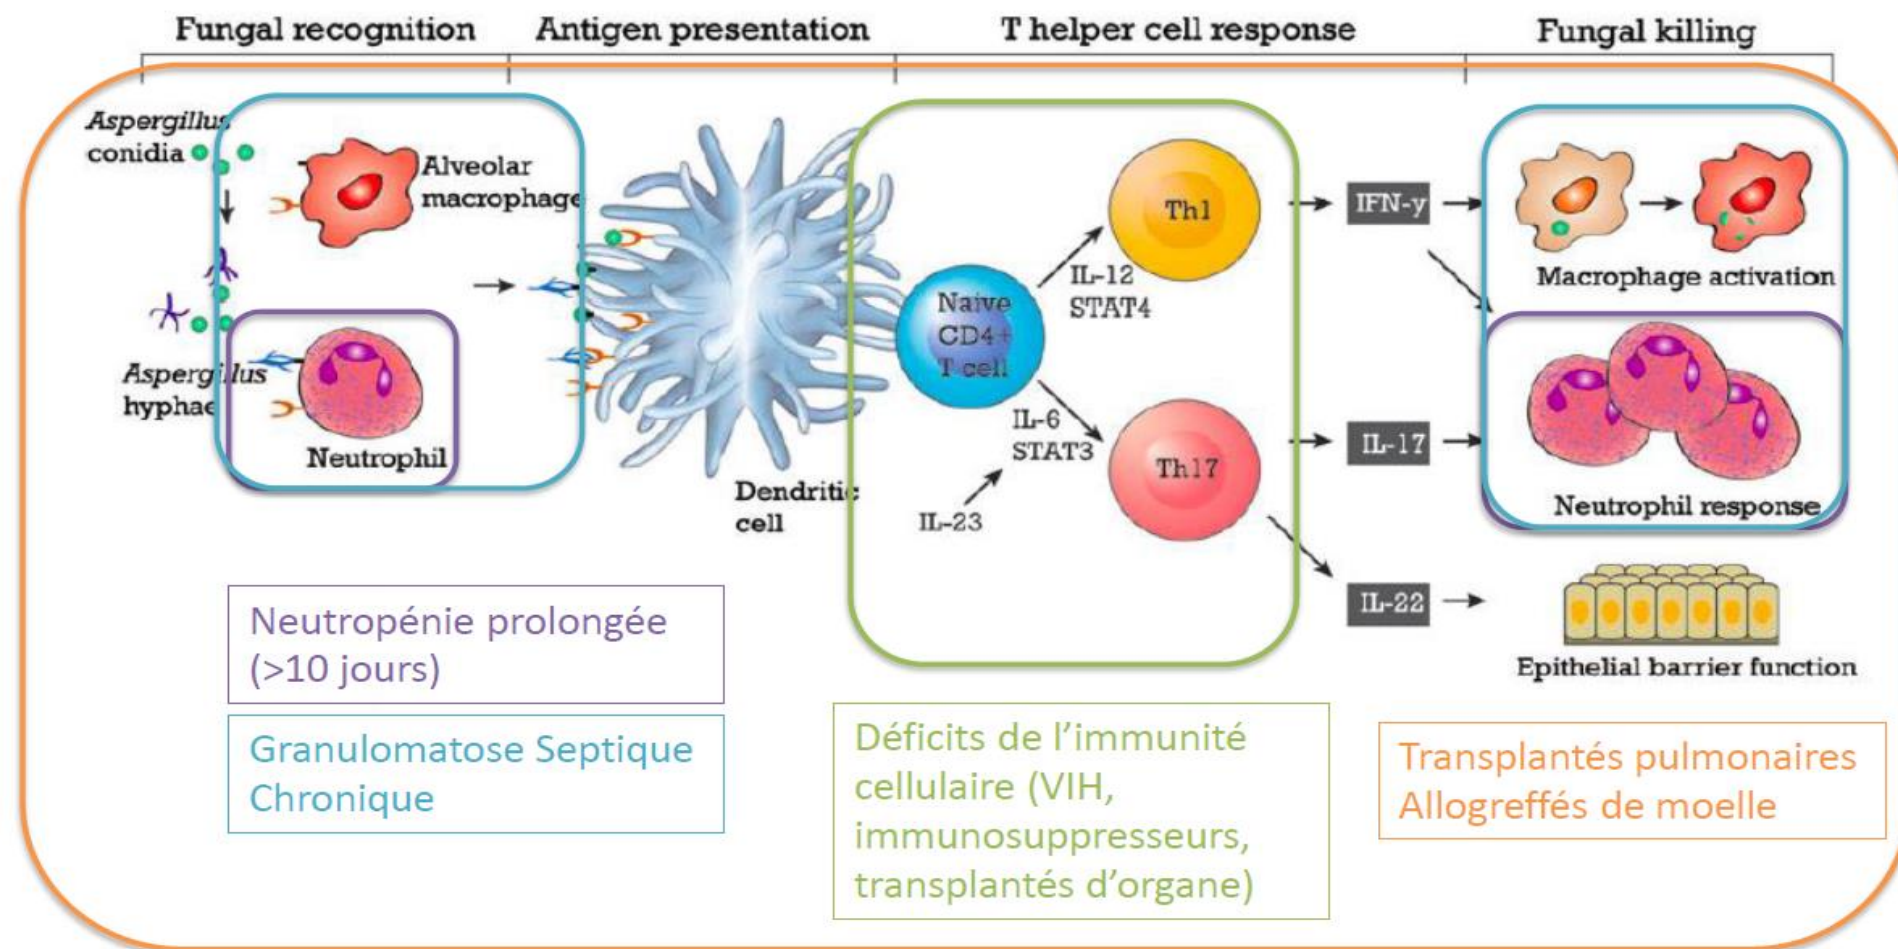 Fungal recognition
Antigen presentation
T helper cell response
Fungal killing
Aspergillus
conidia
Alveolar
macrophage
Aspergillus
hyphae
Neutrophil
Dendritic
cell
Naive
CD4+
T cell
IL-12
STAT4
IL-6
STAT3
IL-23
Th1
Th17
IFN-y
IL-17
IL-22
Macrophage activation
Neutrophil response
Epithelial barrier function
Neutropénie prolongée
(>10 jours)
Granulomatose Septique
Chronique
Déficits de l’immunité
cellulaire (VIH,
immunosuppresseurs,
transplantés d’organe)
Transplantés pulmonaires
Allogreffés de moelle